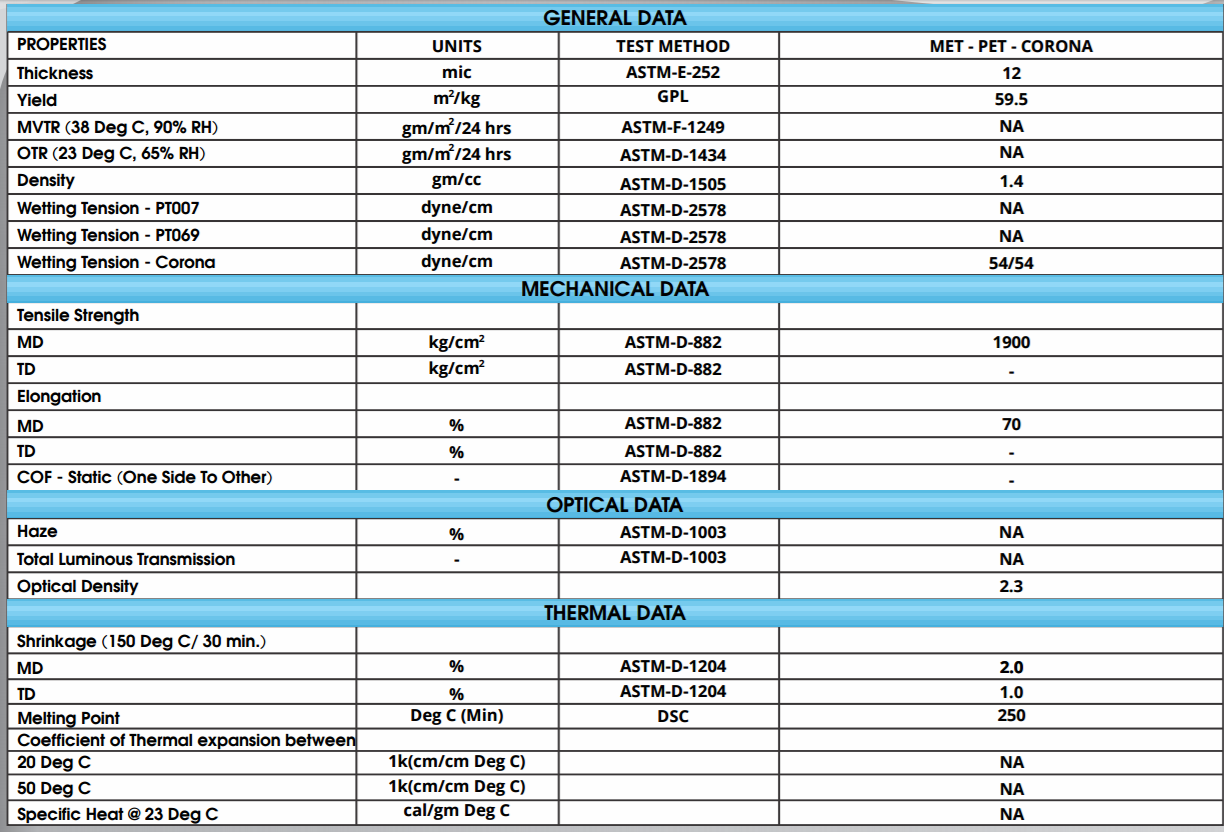 GENERAL DATA
PROPERTIES UNITS TEST METHOD MET - PET - CORONA
Thickness mic ASTM-E-252 12
Yield m²/kg GPL 59.5
MVTR (38 Deg C, 90% RH) gm/m²/24 hrs ASTM-F-1249 NA
OTR (23 Deg C, 65% RH) gm/m²/24 hrs ASTM-D-1434 NA
Density gm/cc ASTM-D-1505 1.4
Wetting Tension - PT007 dyne/cm ASTM-D-2578 NA
Wetting Tension - PT069 dyne/cm ASTM-D-2578 NA
Wetting Tension - Corona dyne/cm ASTM-D-2578 54/54
MECHANICAL DATA
Tensile Strength
MD kg/cm² ASTM-D-882 1900
TD kg/cm² ASTM-D-882 -
Elongation
MD % ASTM-D-882 70
TD % ASTM-D-882 -
COF - Static (One Side To Other) - ASTM-D-1894 -
OPTICAL DATA
Haze % ASTM-D-1003 NA
Total Luminous Transmission - ASTM-D-1003 NA
Optical Density 2.3
THERMAL DATA
Shrinkage (150 Deg C/ 30 min.)
MD % ASTM-D-1204 2.0
TD % ASTM-D-1204 1.0
Melting Point Deg C (Min) DSC 250
Coefficient of Thermal expansion between
20 Deg C 1k(cm/cm Deg C) NA
50 Deg C 1k(cm/cm Deg C) NA
Specific Heat @ 23 Deg C cal/gm Deg C NA